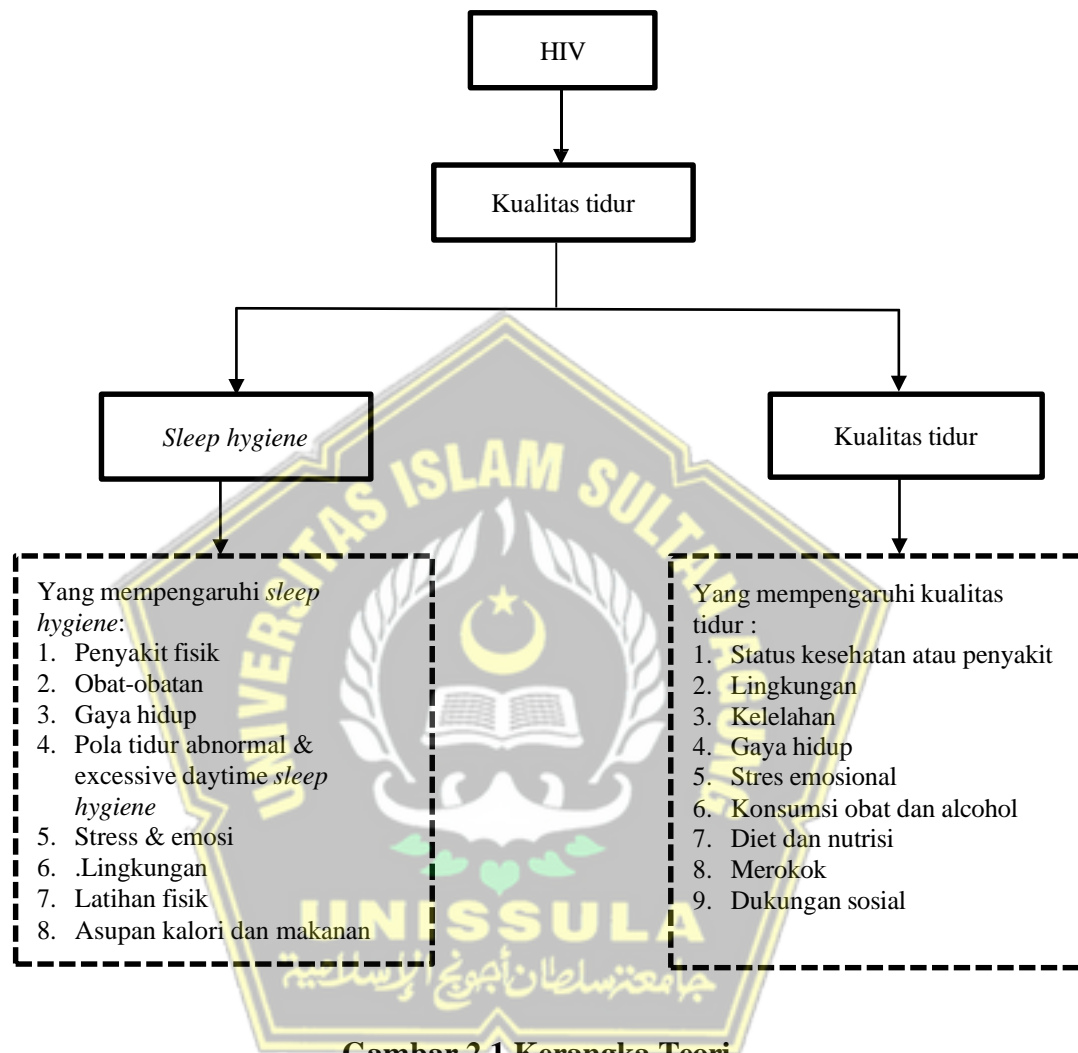 HIV
Kualitas tidur
Sleep hygiene
Kualitas tidur
Yang mempengaruhi sleep
hygiene:
1. Penyakit fisik
2. Obat-obatan
3. Gaya hidup
4. Pola tidur abnormal &
excessive daytime sleep
hygiene
5. Stress & emosi
6. .Lingkungan
7. Latihan fisik
8. Asupan kalori dan makanan
Yang mempengaruhi kualitas
tidur :
1. Status kesehatan atau penyakit
2. Lingkungan
3. Kelelahan
4. Gaya hidup
5. Stres emosional
6. Konsumsi obat dan alcohol
7. Diet dan nutrisi
8. Merokok
9. Dukungan sosial
UNIVERSITAS ISLAM SULTAN AGUNG
UNISSULA
جامعتسلطان أجونج الإسلامية
Gambar 2.1 Kerangka Teori